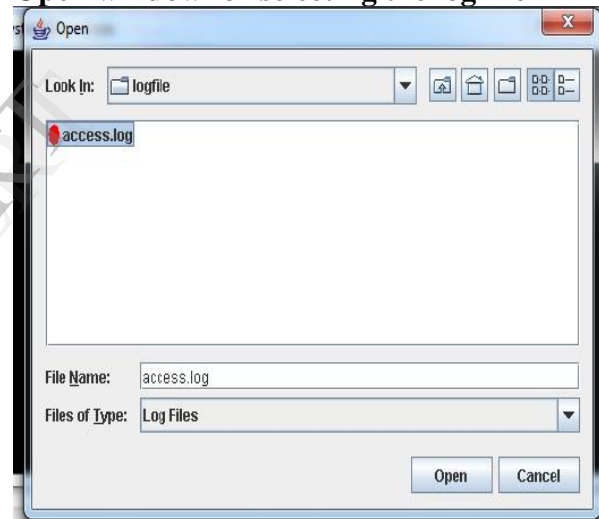 Open
Look In: logfile
access.log
File Name: access.log
Files of Type: Log Files
Open Cancel